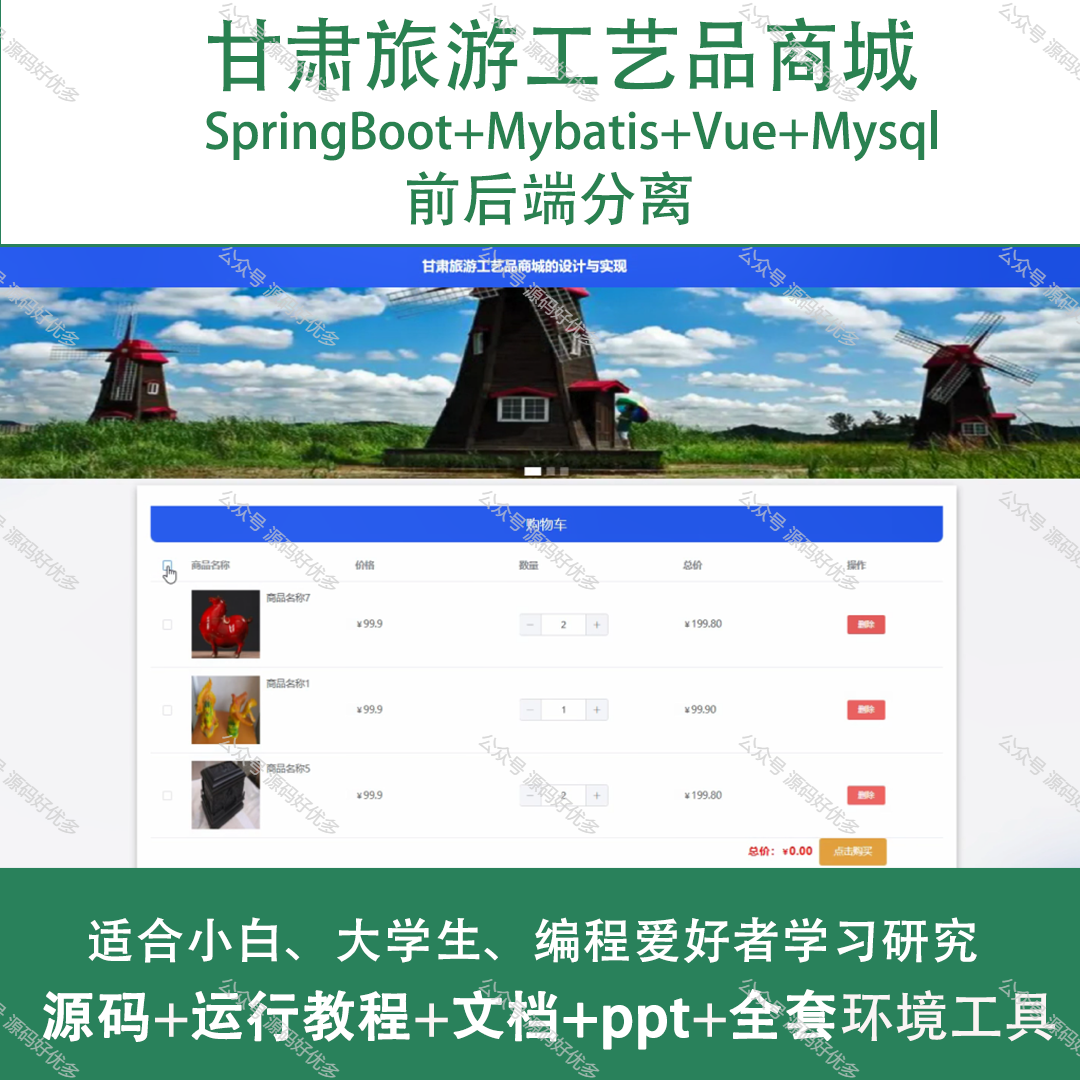 甘肃旅游工艺品商城
SpringBoot+Mybatis+Vue+Mysql
前后端分离
甘肃旅游工艺品商城的设计与实现
购物车
商品名称 价格 数量 总价 操作
商品名称7 ¥99.9 － 2 + ¥199.80 删除
商品名称1 ¥99.9 － 1 + ¥99.90 删除
商品名称5 ¥99.9 － 2 + ¥199.80 删除
总价：¥0.00 点击购买
适合小白、大学生、编程爱好者学习研究
源码+运行教程+文档+ppt+全套环境工具
公众号 源码好优多